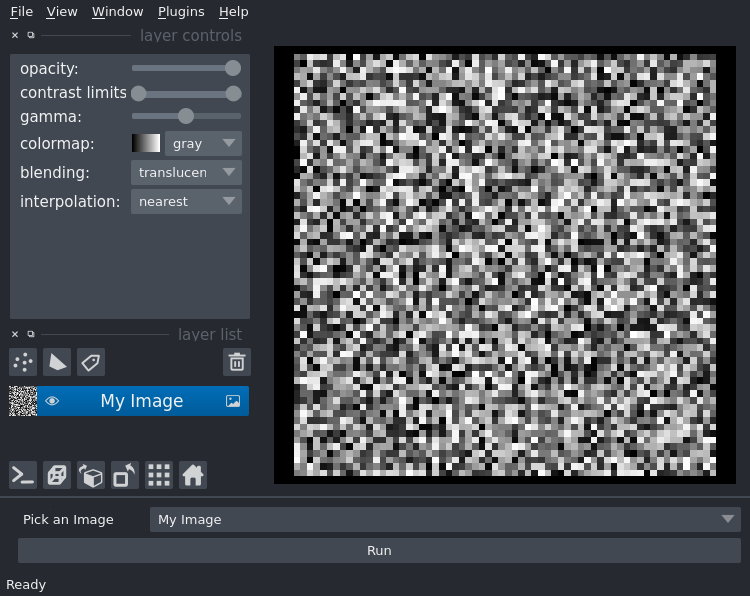 File View Window Plugins Help
layer controls
opacity:
contrast limits
gamma:
colormap: gray
blending: translucen
interpolation: nearest
layer list
My Image
Pick an Image My Image
Run
Ready